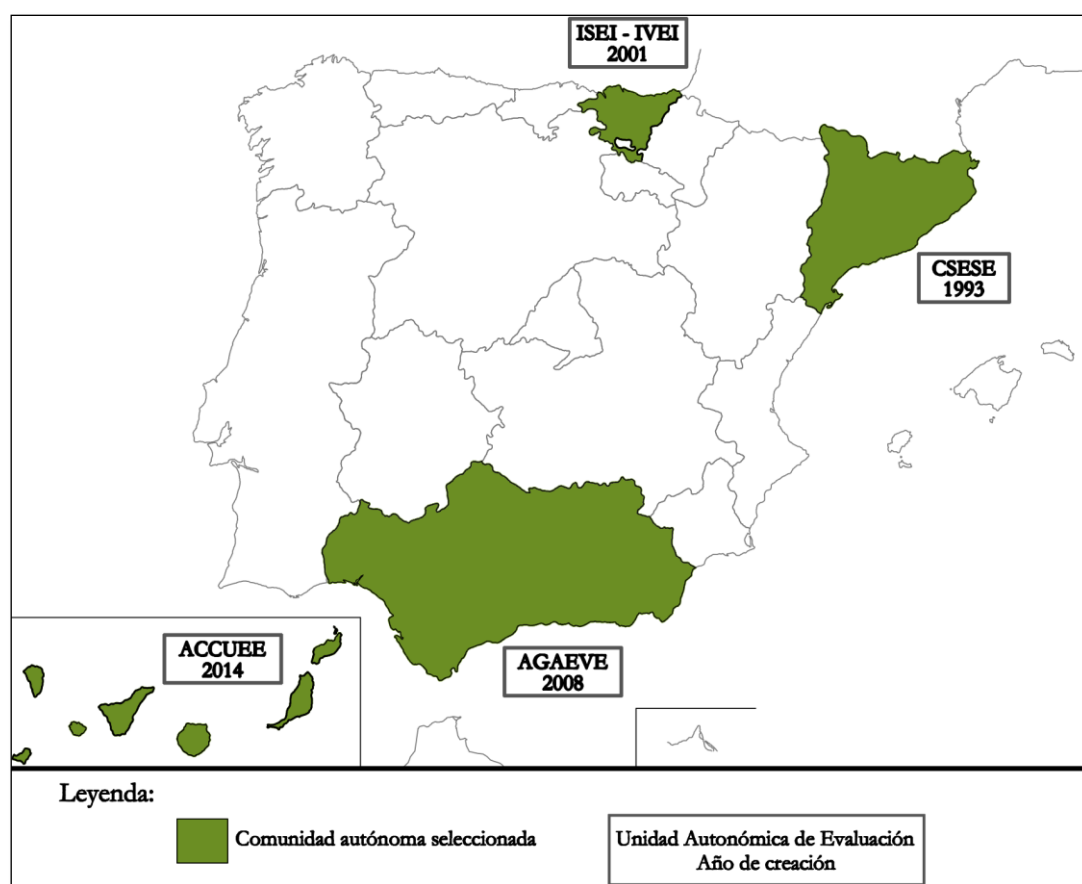 ISEI - IVEI
2001
CSESE
1993
ACCUEE
2014
AGAEVE
2008
Leyenda:
Comunidad autónoma seleccionada
Unidad Autonómica de Evaluación
Año de creación